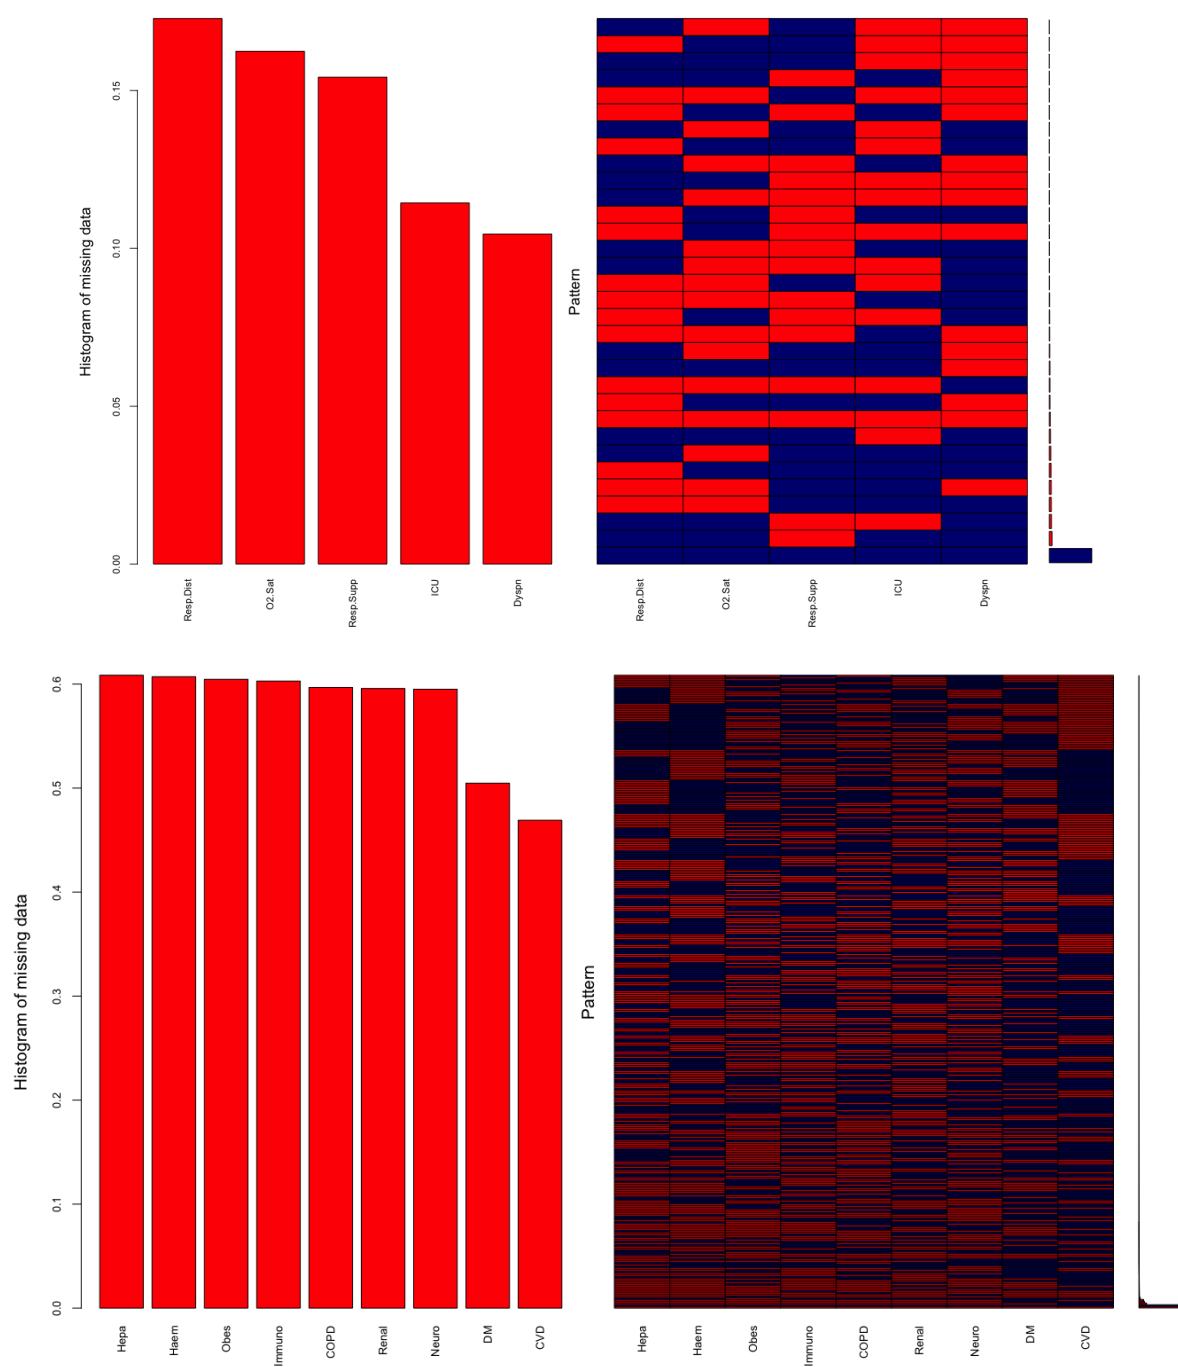 Histogram of missing data
0.15
0.10
0.05
0.00
Resp.Dist
O2.Sat
Resp.Supp
ICU
Dyspn
Pattern
Resp.Dist
O2.Sat
Resp.Supp
ICU
Dyspn
Histogram of missing data
0.6
0.5
0.4
0.3
0.2
0.1
0.0
Hepa
Haem
Obes
Immuno
COPD
Renal
Neuro
DM
CVD
Pattern
Hepa
Haem
Obes
Immuno
COPD
Renal
Neuro
DM
CVD